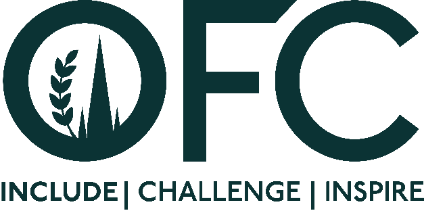 OFC
INCLUDE | CHALLENGE | INSPIRE